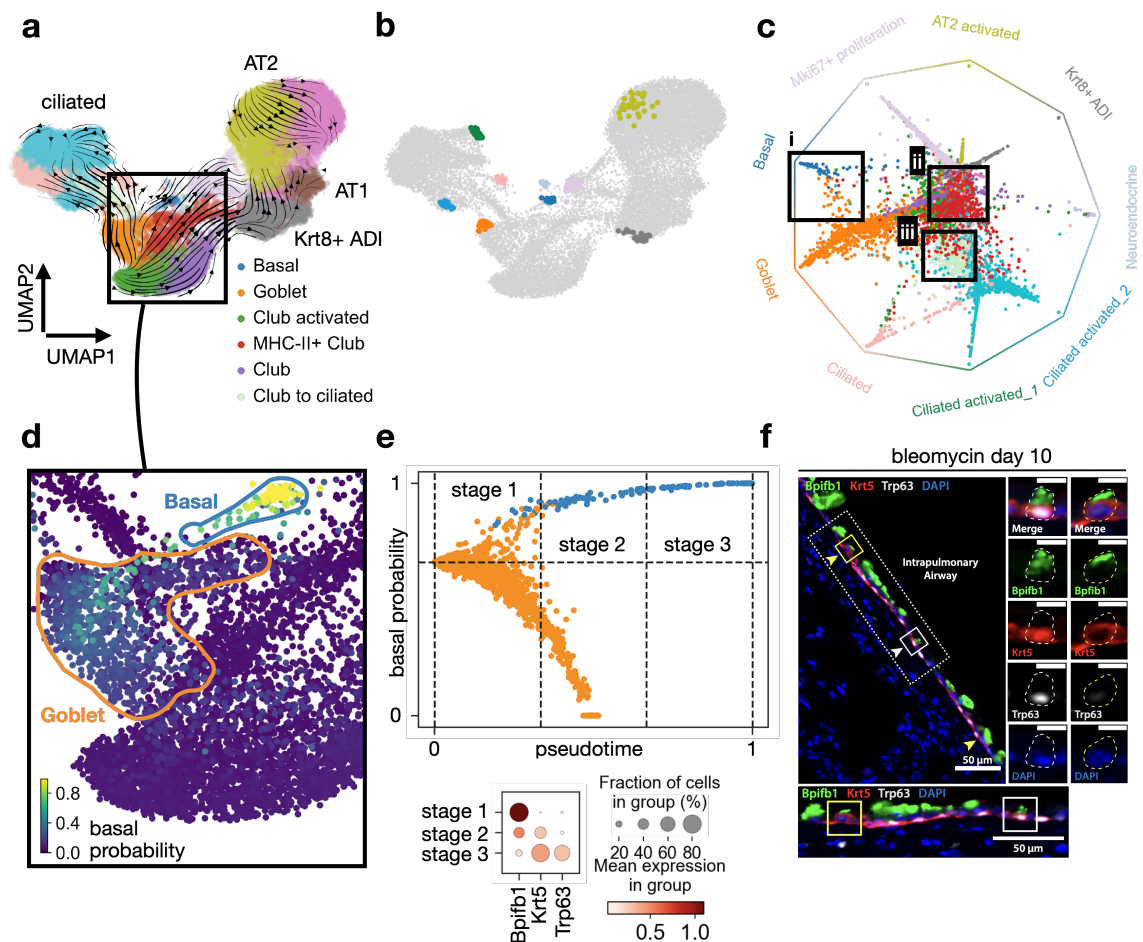 a
AT2
ciliated
AT1
Krt8+ ADI
UMAP2
UMAP1
Basal
Goblet
Club activated
MHC-II+ Club
Club
Club to ciliated
b
c
AT2 activated
Mki67+ proliferation
Krt8+ ADI
Basal
i
ii
iii
Neuroendocrine
Goblet
Ciliated activated_2
Ciliated
Ciliated activated_1
d
Basal
Goblet
0.8
0.4
0.0
basal
probability
e
1
stage 1
stage 2
stage 3
basal probability
0
0
pseudotime
1
stage 1
stage 2
stage 3
Bpifb1
Krt5
Trp63
Fraction of cells
in group (%)
20 40 60 80
Mean expression
in group
0.5 1.0
f
bleomycin day 10
Bpifb1 Krt5 Trp63 DAPI
Intrapulmonary
Airway
50 µm
Merge
Merge
Bpifb1
Bpfib1
Krt5
Krt5
Trp63
Trp63
DAPI
DAPI
Bpifb1 Krt5 Trp63 DAPI
50 µm